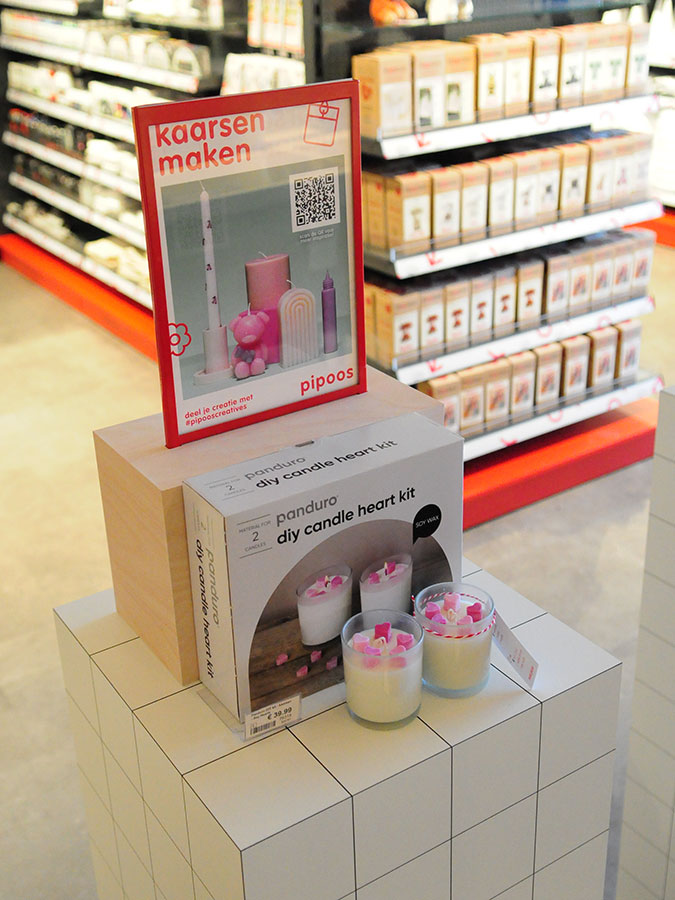 kaarsen
maken
pipoos
deel je creatie met
#pipooscreatives
panduro
diy candle heart kit
MATERIAL FOR
2
CANDLES
panduro
diy candle heart kit
SOY WAX
panduro
diy candle heart kit
€ 39.99